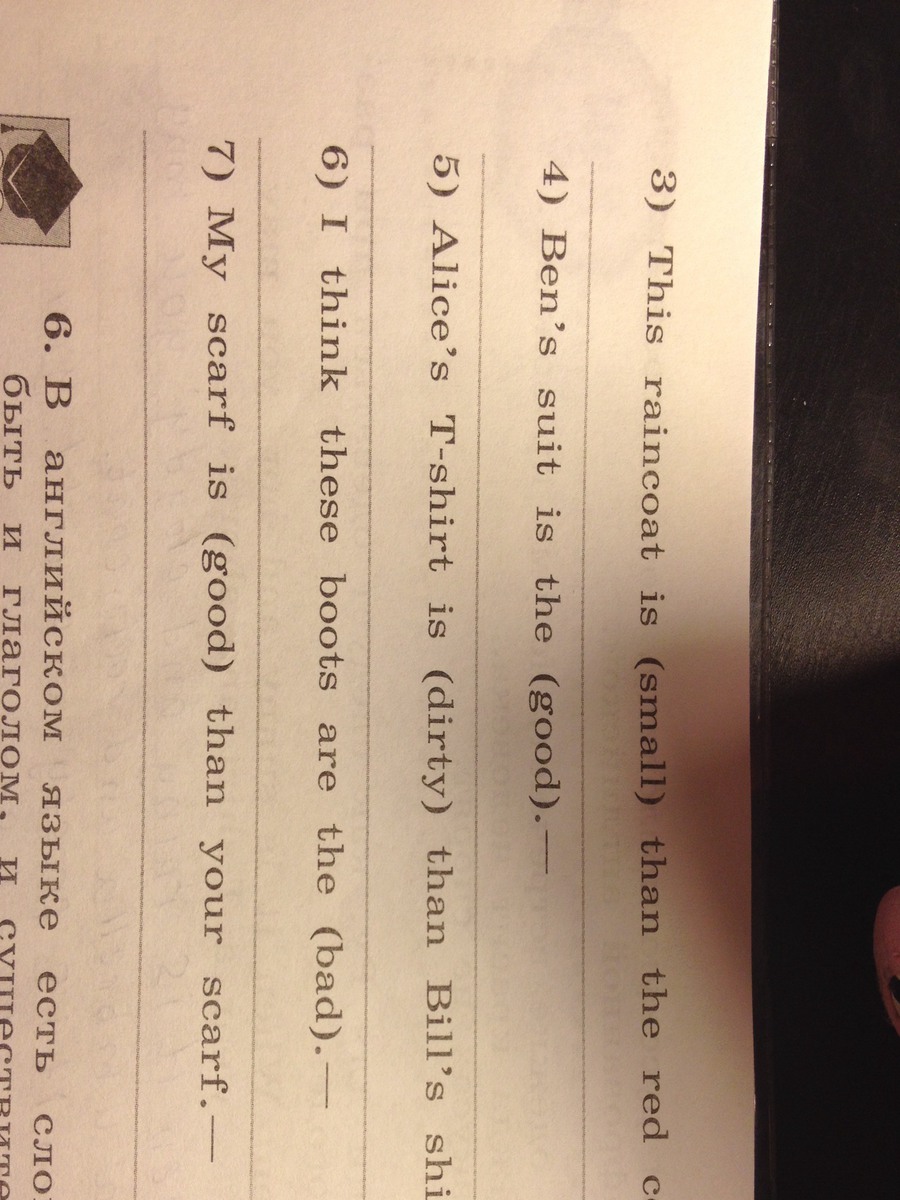 3) This raincoat is (small) than the red
4) Ben's suit is the (good).—
5) Alice's T-shirt is (dirty) than Bill's
6) I think these boots are the (bad).—
7) My scarf is (good) than your scarf.—
6. В английском языке есть
быть и глаголом, и